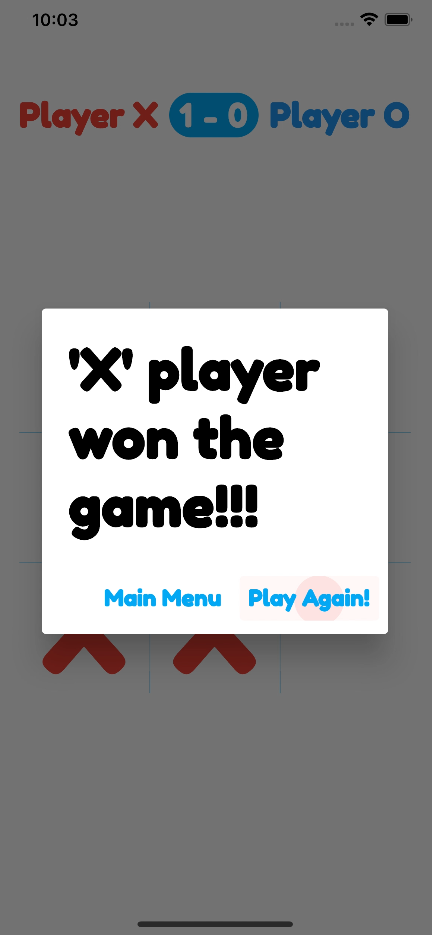 10:03
Player X 1 - 0 Player O
'X' player
won the
game!!!
Main Menu Play Again!